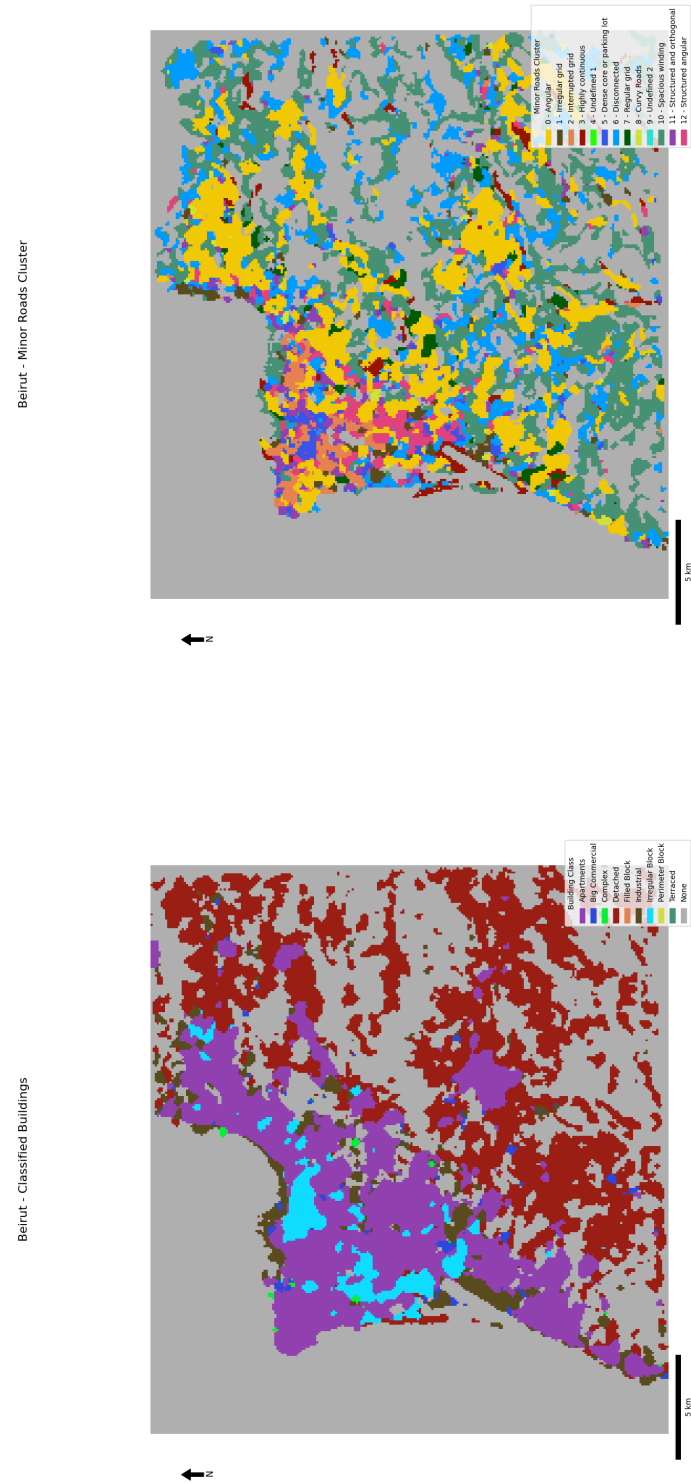 Beirut - Minor Roads Cluster
Minor Roads Cluster
0 - Angular
1 - Irregular grid
2 - Interrupted grid
3 - Highly continuous
4 - Undefined 1
5 - Dense core or parking lot
6 - Disconnected
7 - Regular grid
8 - Curvy Roads
9 - Undefined 2
10 - Spacious winding
11 - Structured and orthogonal
12 - Structured angular
5 km
N
Beirut - Classified Buildings
Building Class
Apartments
Big Commercial
Complex
Detached
Filled Block
Industrial
Irregular Block
Perimeter Block
Terraced
None
5 km
N